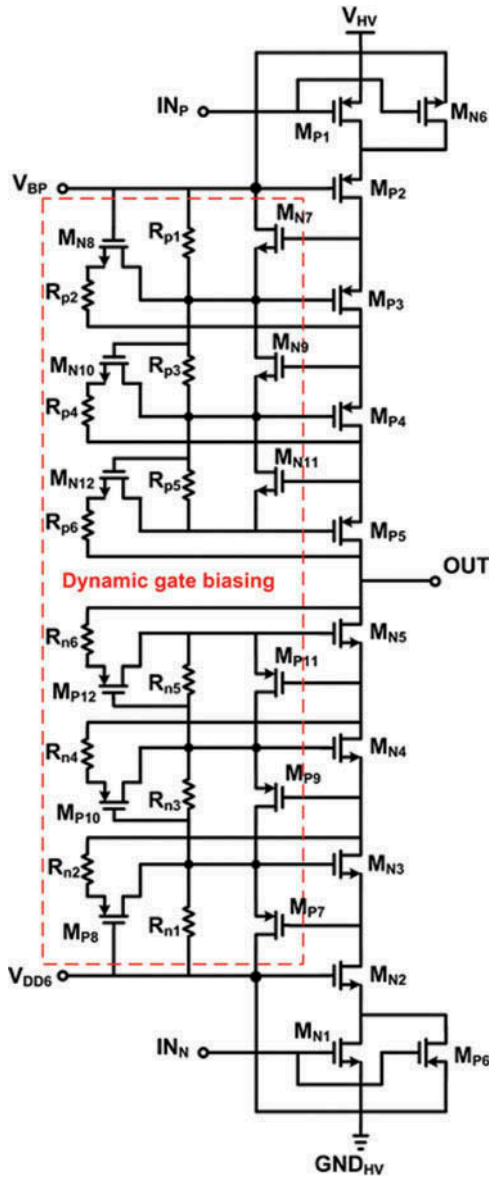 V_HV
IN_P
M_P1
M_N6
V_BP
M_P2
M_N7
M_N8
R_p1
R_p2
M_P3
M_N9
M_N10
R_p3
R_p4
M_P4
M_N11
M_N12
R_p5
R_p6
M_P5
Dynamic gate biasing
OUT
R_n6
M_N5
M_P11
M_P12
R_n5
R_n4
M_N4
M_P9
M_P10
R_n3
R_n2
M_N3
M_P7
M_P8
R_n1
V_DD6
M_N2
IN_N
M_N1
M_P6
GND_HV